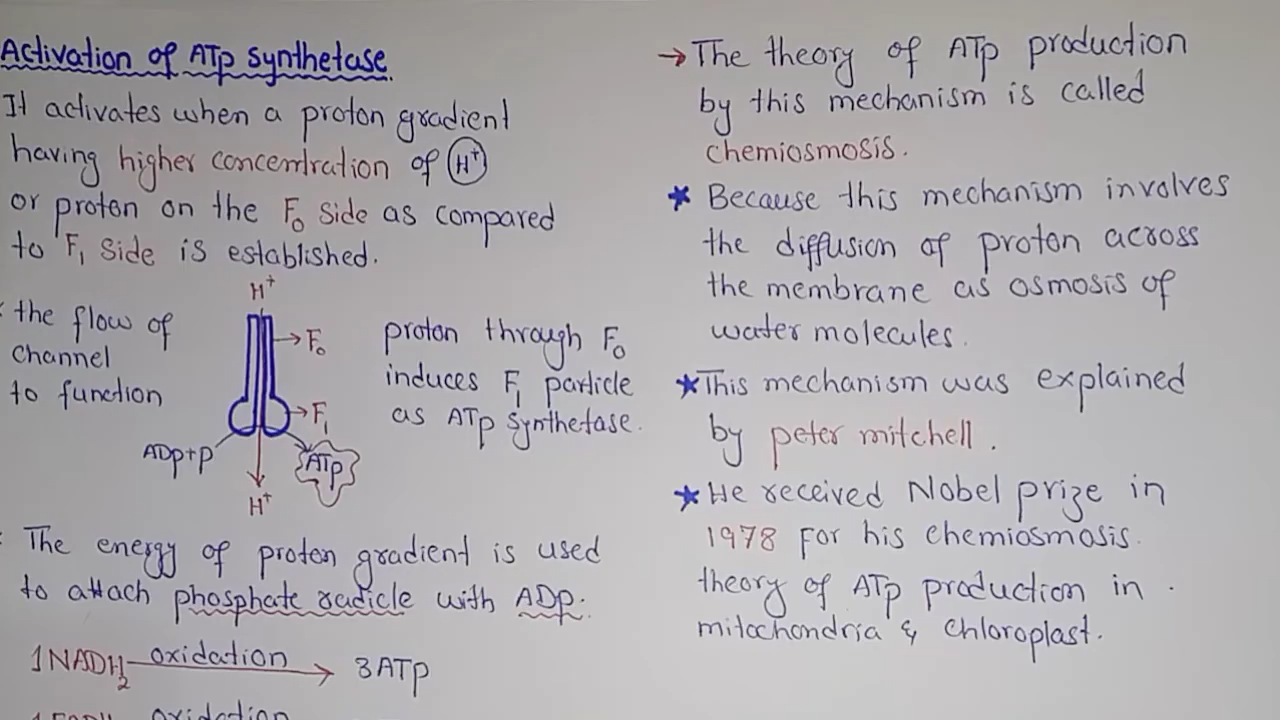 Activation of ATP synthetase.
It activates when a proton gradient
having higher concentration of H⁺
or proton on the F₀ side as compared
to F₁ side is established.
H⁺
the flow of
channel
to function
F₀
F₁
ADP+P
ATP
H⁺
proton through F₀
induces F₁ particle
as ATP synthetase.
The energy of proton gradient is used
to attach phosphate radicle with ADP.
1NADH₂ oxidation → 3ATP
oxidation
→ The theory of ATP production
by this mechanism is called
chemiosmosis.
★ Because this mechanism involves
the diffusion of proton across
the membrane as osmosis of
water molecules.
★ This mechanism was explained
by peter mitchell.
★ He received Nobel prize in
1978 for his chemiosmosis.
theory of ATP production in .
mitochondria & chloroplast.